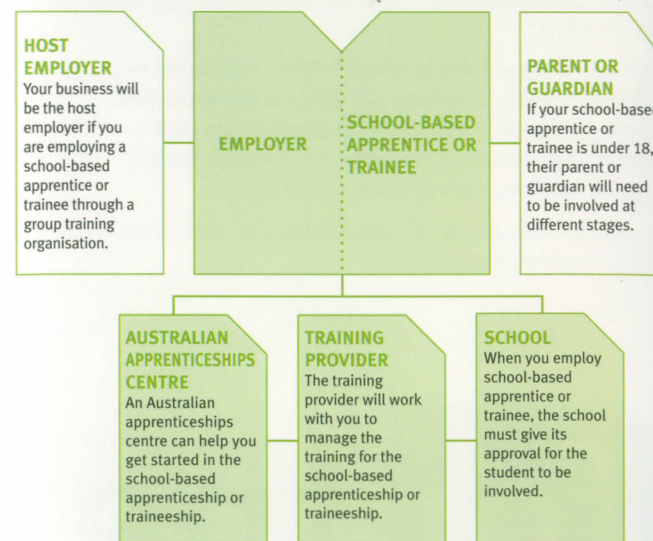 HOST
EMPLOYER
Your business will
be the host
employer if you
are employing a
school-based
apprentice or
trainee through a
group training
organisation.
EMPLOYER
SCHOOL-BASED
APPRENTICE OR
TRAINEE
PARENT OR
GUARDIAN
If your school-based
apprentice or
trainee is under 18,
their parent or
guardian will need
to be involved at
different stages.
AUSTRALIAN
APPRENTICESHIPS
CENTRE
An Australian
apprenticeships
centre can help you
get started in the
school-based
apprenticeship or
traineeship.
TRAINING
PROVIDER
The training
provider will work
with you to
manage the
training for the
school-based
apprenticeship or
traineeship.
SCHOOL
When you employ
school-based
apprentice or
trainee, the school
must give its
approval for the
student to be
involved.